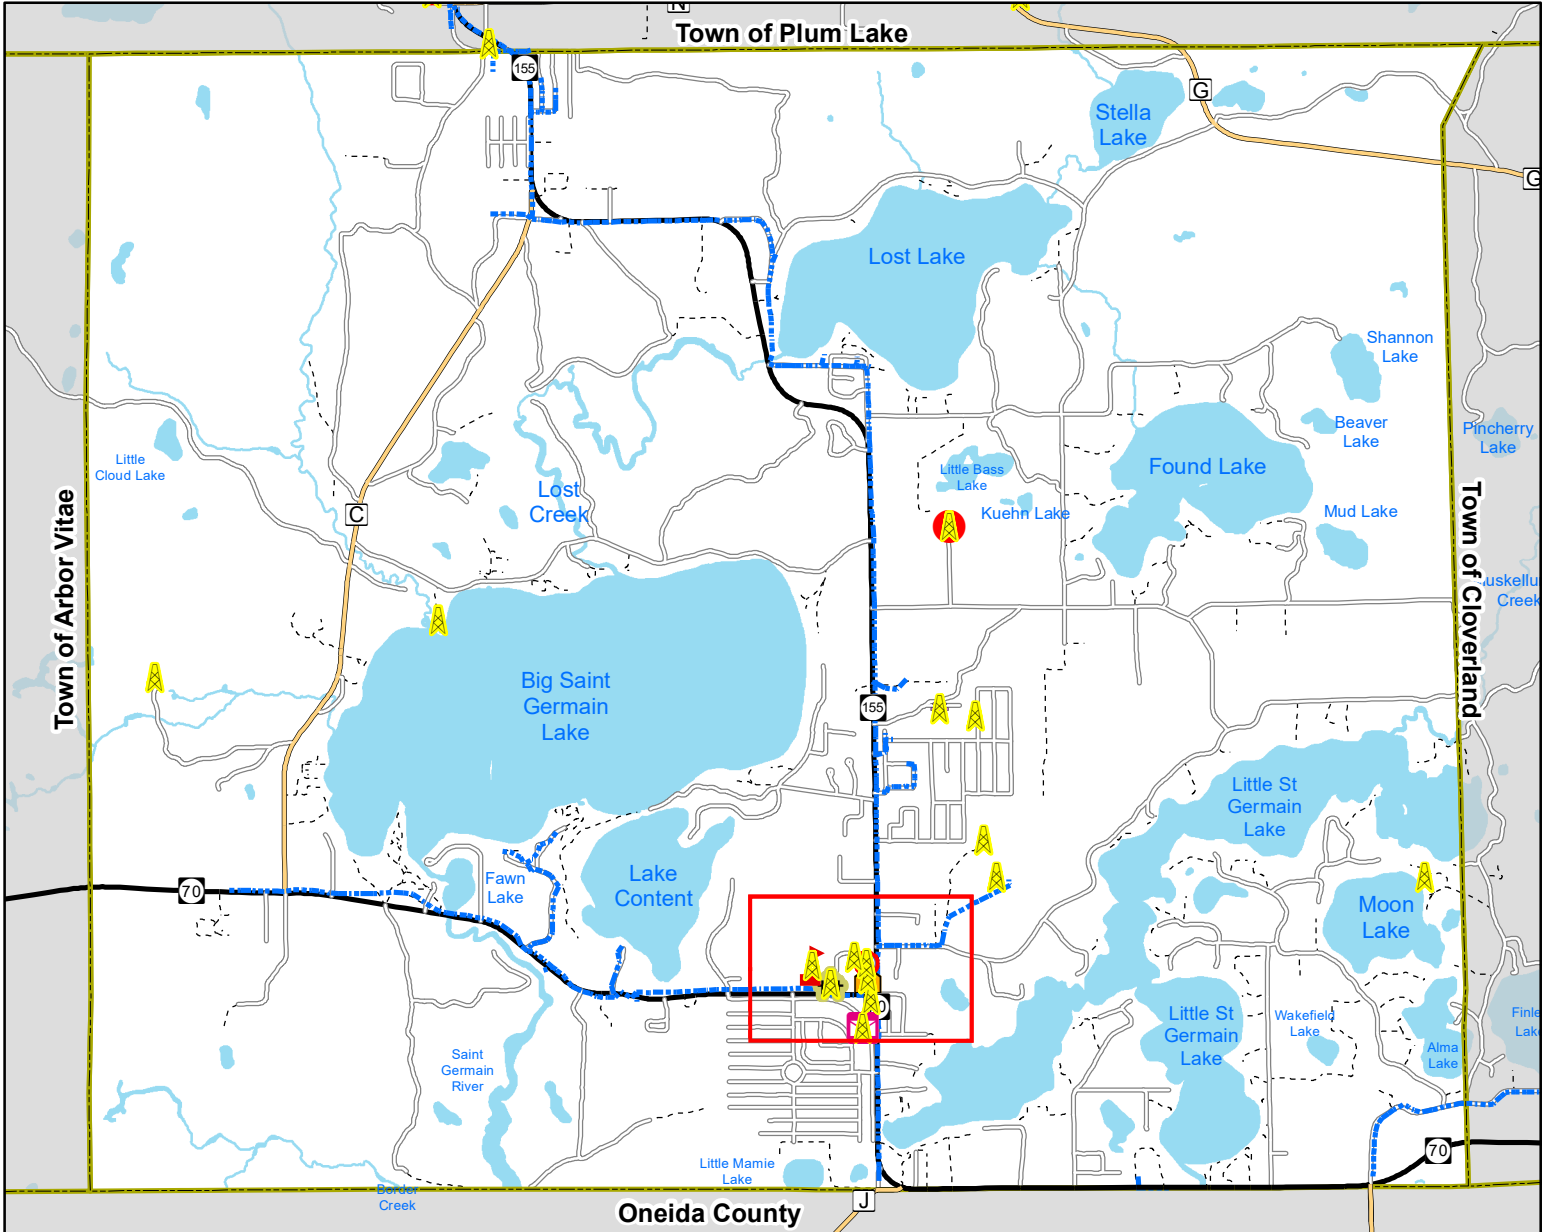 N
Town of Plum Lake
155
G
Stella
Lake
G
Lost Lake
Shannon
Lake
Beaver
Lake
Pincherry
Lake
Little
Cloud Lake
Found Lake
Little Bass
Lake
Lost
Creek
C
Kuehn Lake
Mud Lake
Town of Arbor Vitae
Town of Cloverland
Creek
Big Saint
Germain
Lake
155
Little St
Germain
Lake
70
Fawn
Lake
Lake
Content
Moon
Lake
Little St
Germain
Lake
Wakefield
Lake
Alma
Lake
Saint
Germain
River
70
Little Mamie
Lake
Border
Creek
J
Oneida County